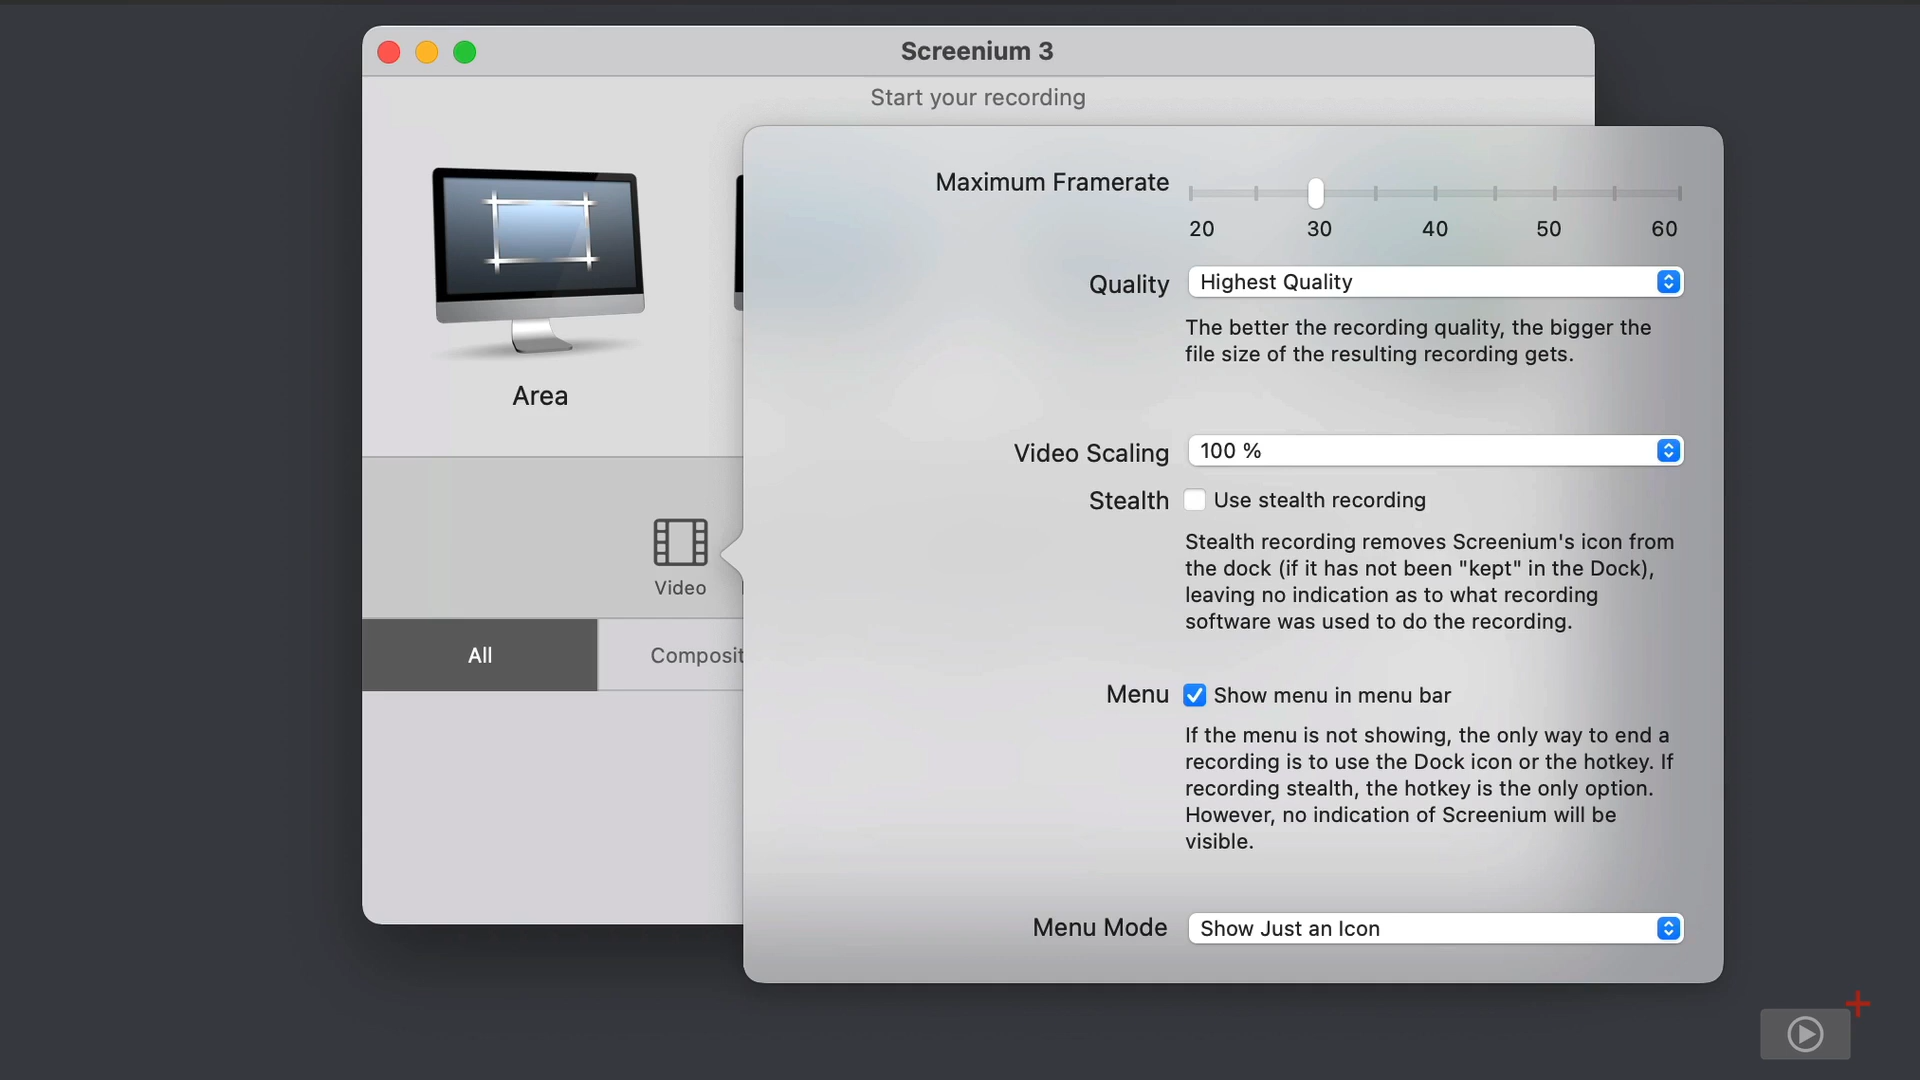 Screenium 3
Start your recording
Area
Video
All
Composit
Maximum Framerate
20 30 40 50 60
Quality Highest Quality
The better the recording quality, the bigger the
file size of the resulting recording gets.
Video Scaling 100 %
Stealth Use stealth recording
Stealth recording removes Screenium's icon from
the dock (if it has not been "kept" in the Dock),
leaving no indication as to what recording
software was used to do the recording.
Menu Show menu in menu bar
If the menu is not showing, the only way to end a
recording is to use the Dock icon or the hotkey. If
recording stealth, the hotkey is the only option.
However, no indication of Screenium will be
visible.
Menu Mode Show Just an Icon